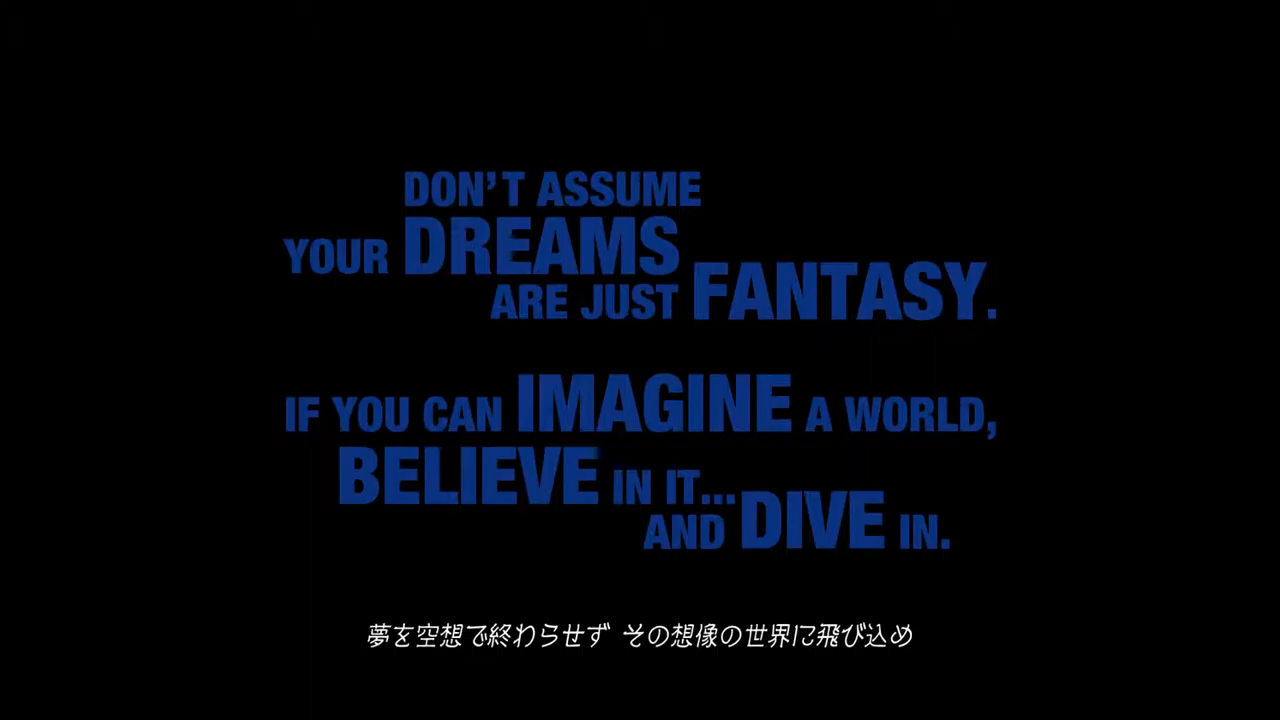 DON'T ASSUME
YOUR DREAMS
ARE JUST FANTASY.
IF YOU CAN IMAGINE A WORLD,
BELIEVE IN IT...
AND DIVE IN.
夢を空想で終わらせず その想像の世界に飛び込め